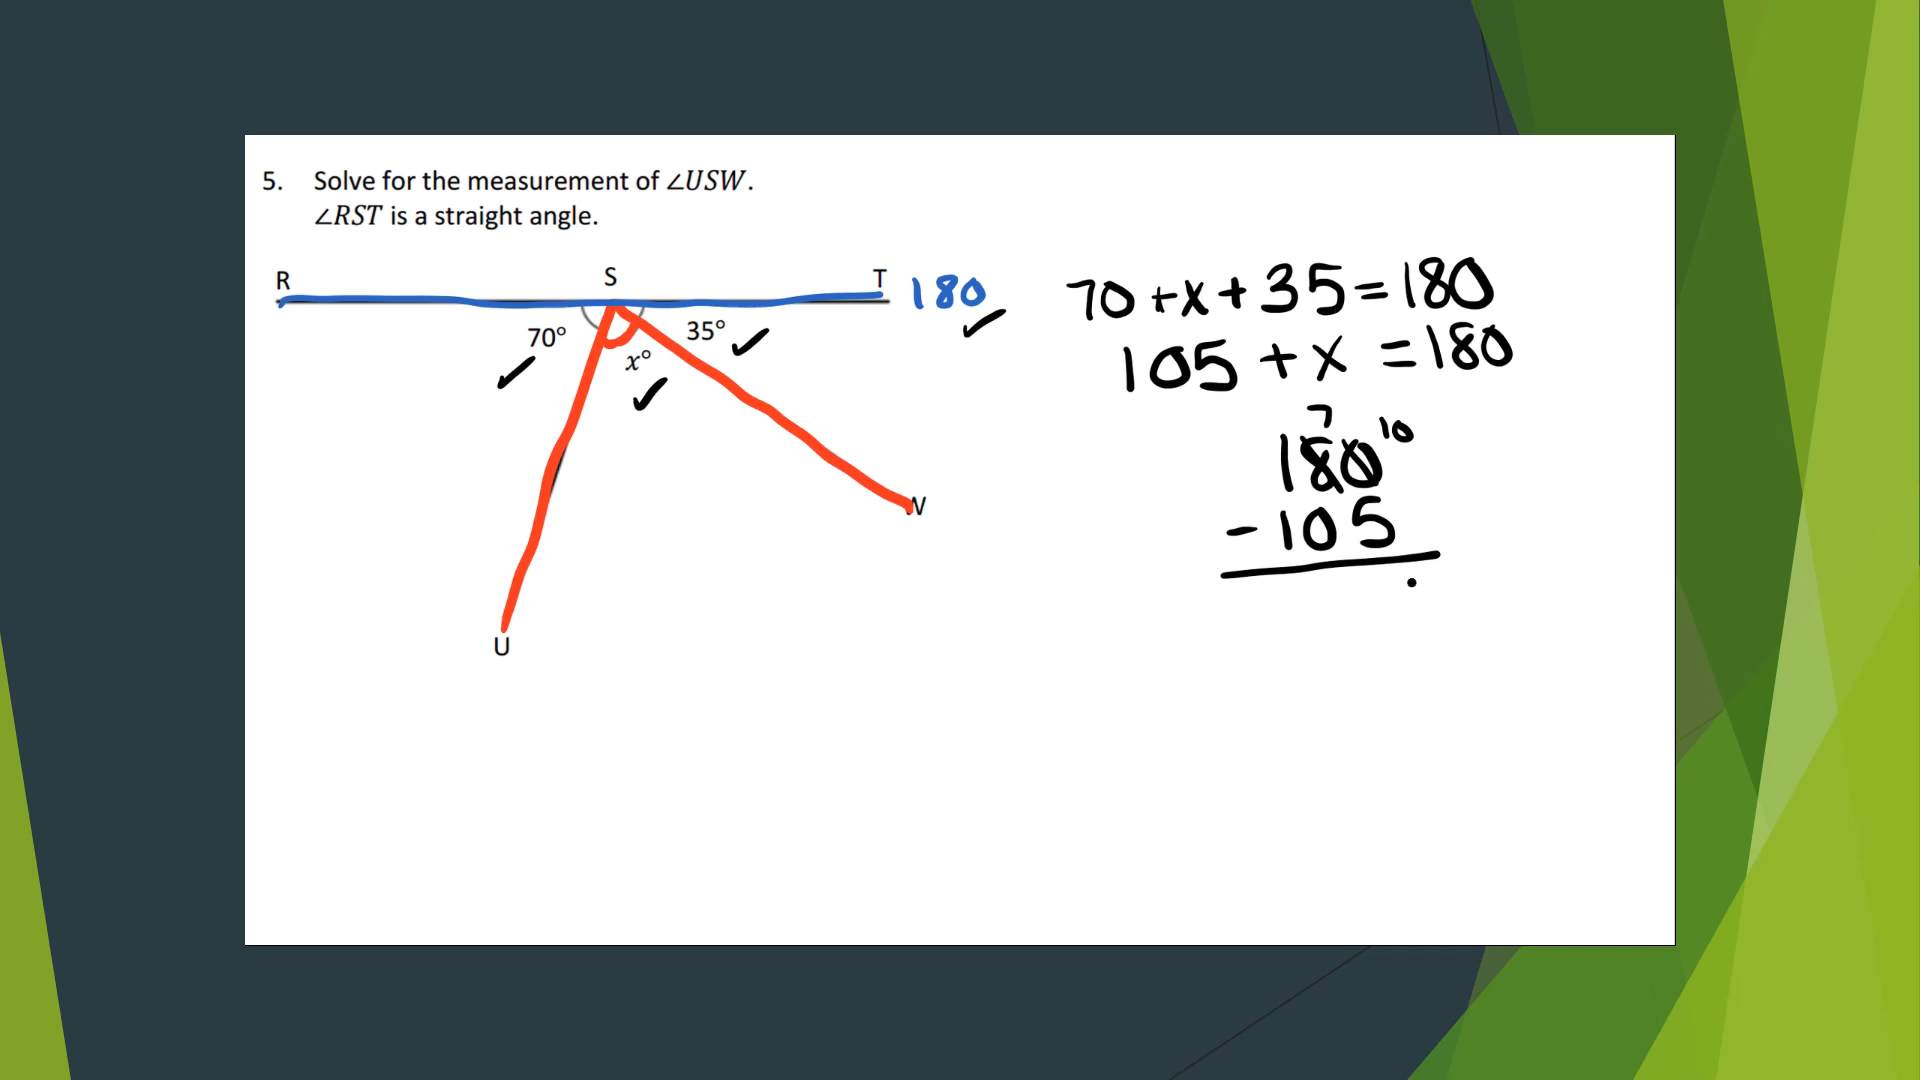 5. Solve for the measurement of ∠USW.
∠RST is a straight angle.
R S T 180
70° x° 35°
W
U
70 + x + 35 = 180
105 + x = 180
7 10
180
- 105